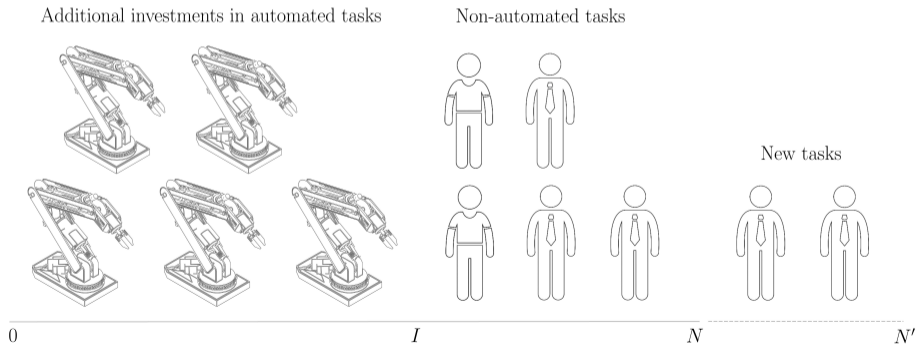 Additional investments in automated tasks
Non-automated tasks
New tasks
0
I
N
N′